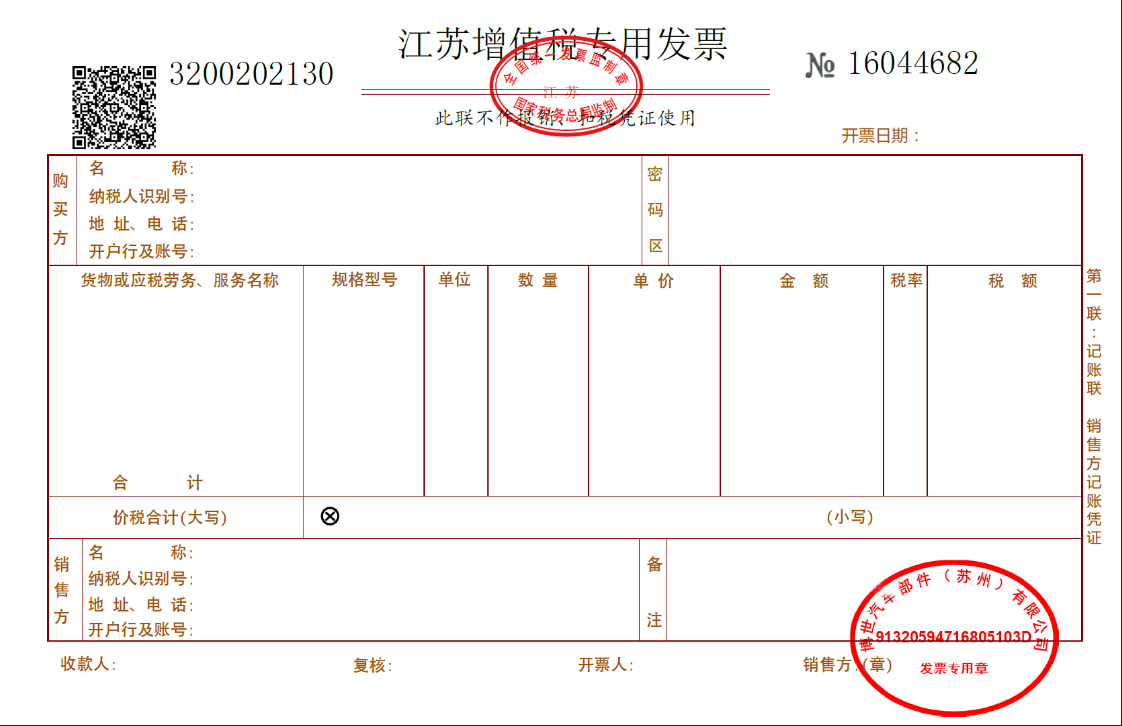 江苏增值税专用发票
3200202130
№ 16044682
全国统一发票监制章
江 苏
国家税务总局监制
此联不作报销、扣税凭证使用
开票日期：
购买方
名 称：
纳税人识别号：
地 址、电 话：
开户行及账号：
密码区
货物或应税劳务、服务名称 规格型号 单位 数 量 单 价 金 额 税率 税 额
合 计
价税合计(大写) ⊗ (小写)
销售方
名 称：
纳税人识别号：
地 址、电 话：
开户行及账号：
备注
第一联：记账联 销售方记账凭证
收款人： 复核： 开票人： 销售方：(章)
博世汽车部件（苏州）有限公司
91320594716805103D
发票专用章